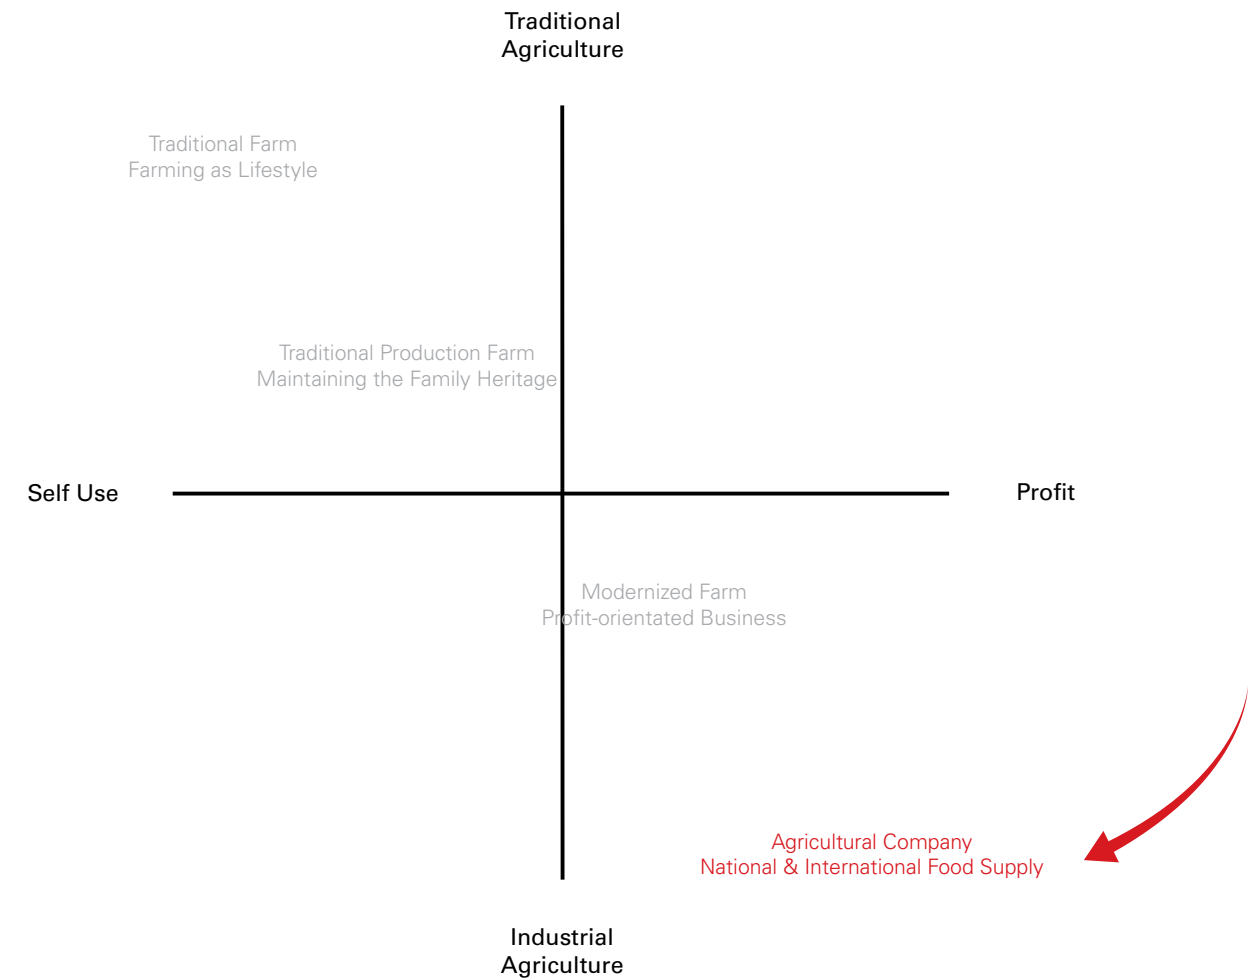 Traditional
Agriculture
Traditional Farm
Farming as Lifestyle
Traditional Production Farm
Maintaining the Family Heritage
Self Use
Profit
Modernized Farm
Profit-orientated Business
Agricultural Company
National & International Food Supply
Industrial
Agriculture